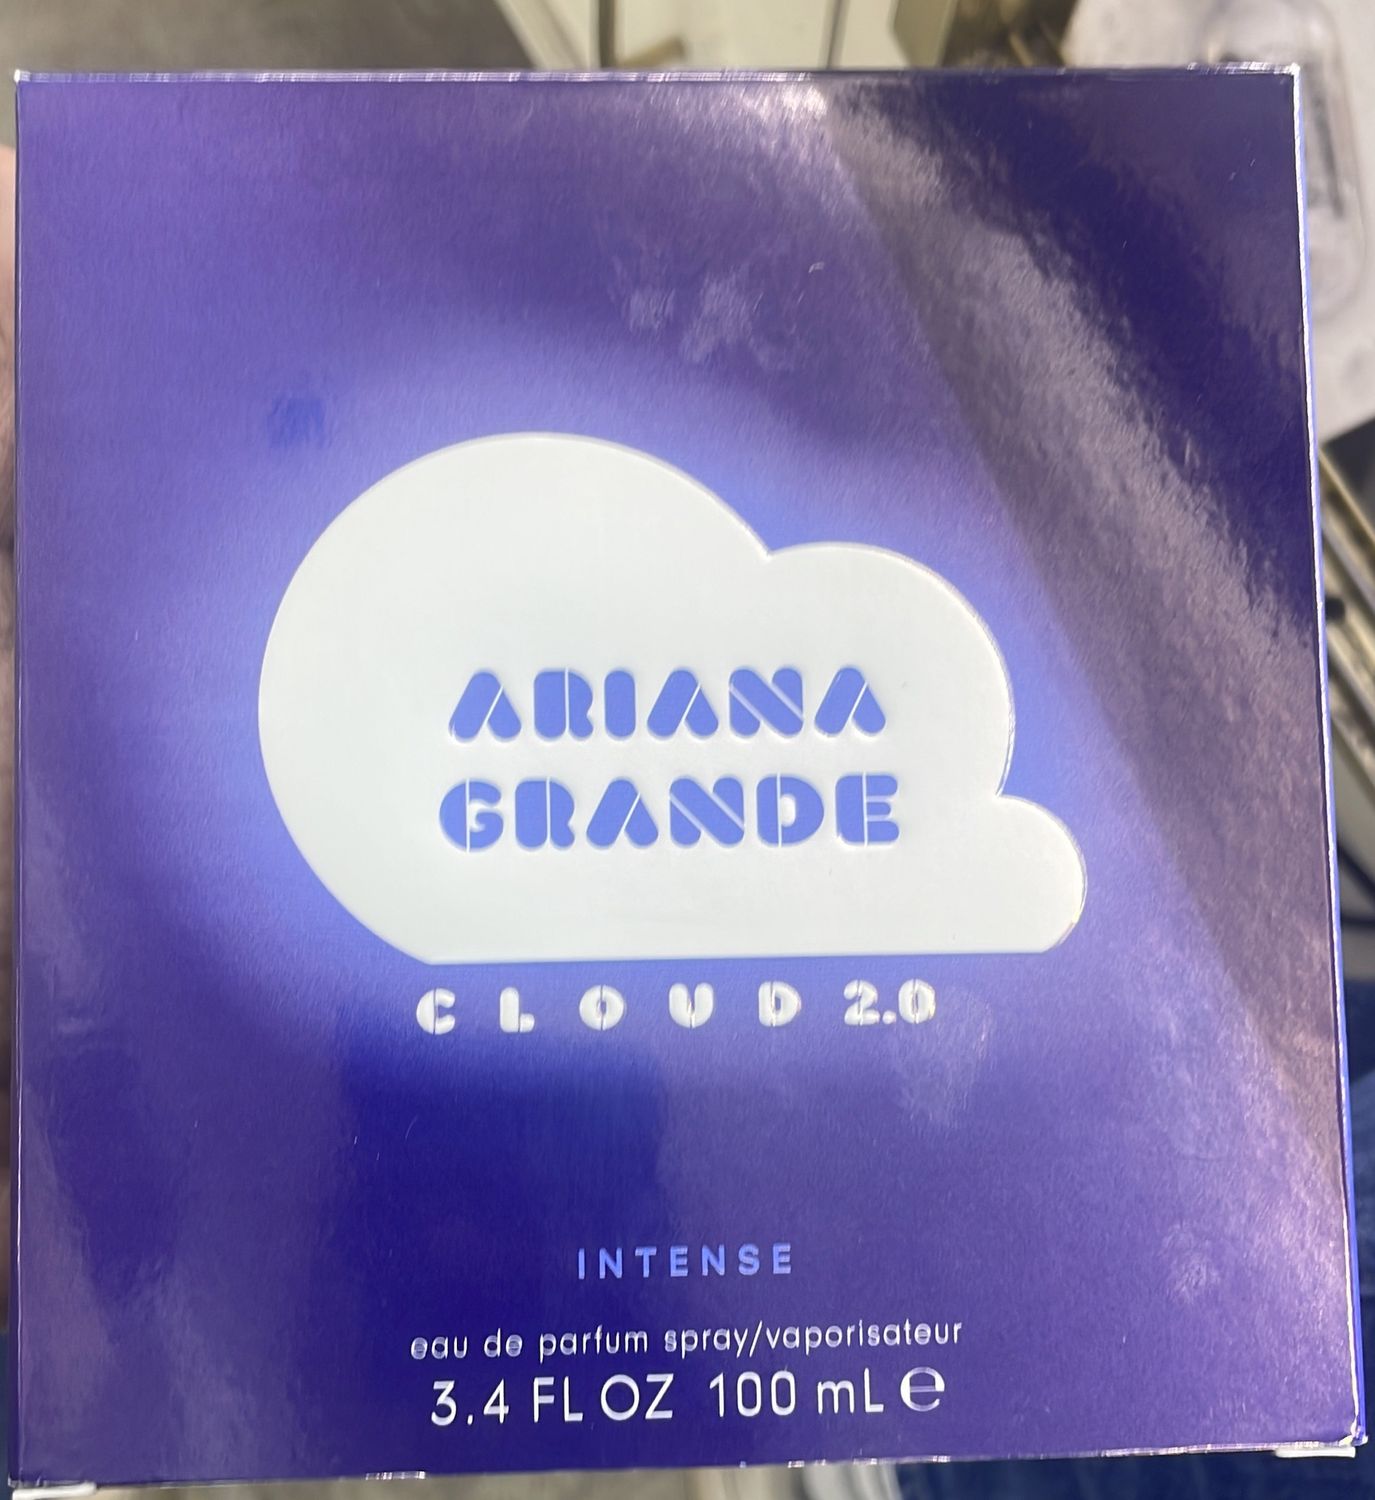 ARIANA
GRANDE
CLOUD 2.0
INTENSE
eau de parfum spray/vaporisateur
3.4 FL OZ 100 mL ℮